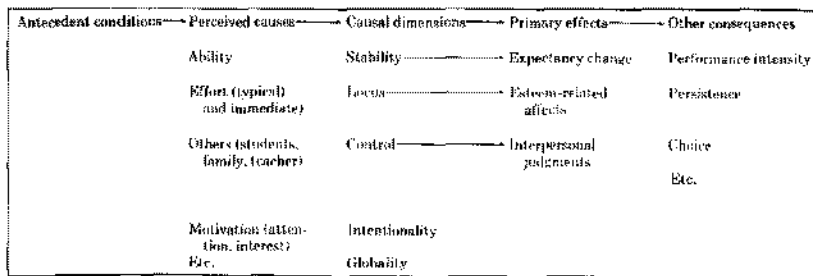 Antecedent conditions Perceived causes Causal dimensions Primary effects Other consequences
Ability Stability Expectancy change Performance intensity
Effort (typical) Locus Esteem-related Persistence
and immediate) affects
Others (students, Control Interpersonal Choice
family, teacher) judgments
Etc.
Motivation (atten- Intentionality
tion, interest)
Etc. Globality